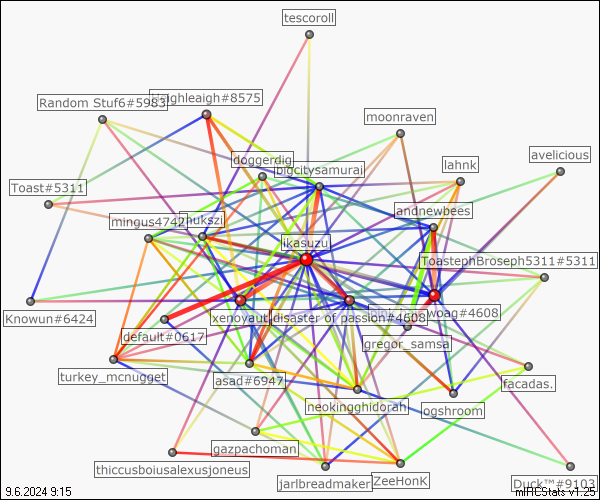 tescoroll
Random Stuf6#5983
Heighleaigh#8575
moonraven
doggerdig
bigcitysamurai
lahnk
avelicious
Toast#5311
mingus4742
hukszi
andnewbees
ikasuzu
ToastephBroseph5311#5311
Knowun#6424
default#0617
xenovaut
disaster of passion#4608
woag#4608
gregor_samsa
turkey_mcnugget
asad#6947
facadas.
neokingghidorah
ogshroom
gazpachoman
thiccusboiusalexusjoneus
jarlbreadmaker
ZeeHonK
Duck™#9103
9.6.2024 9:15
mIRCStats v1.25